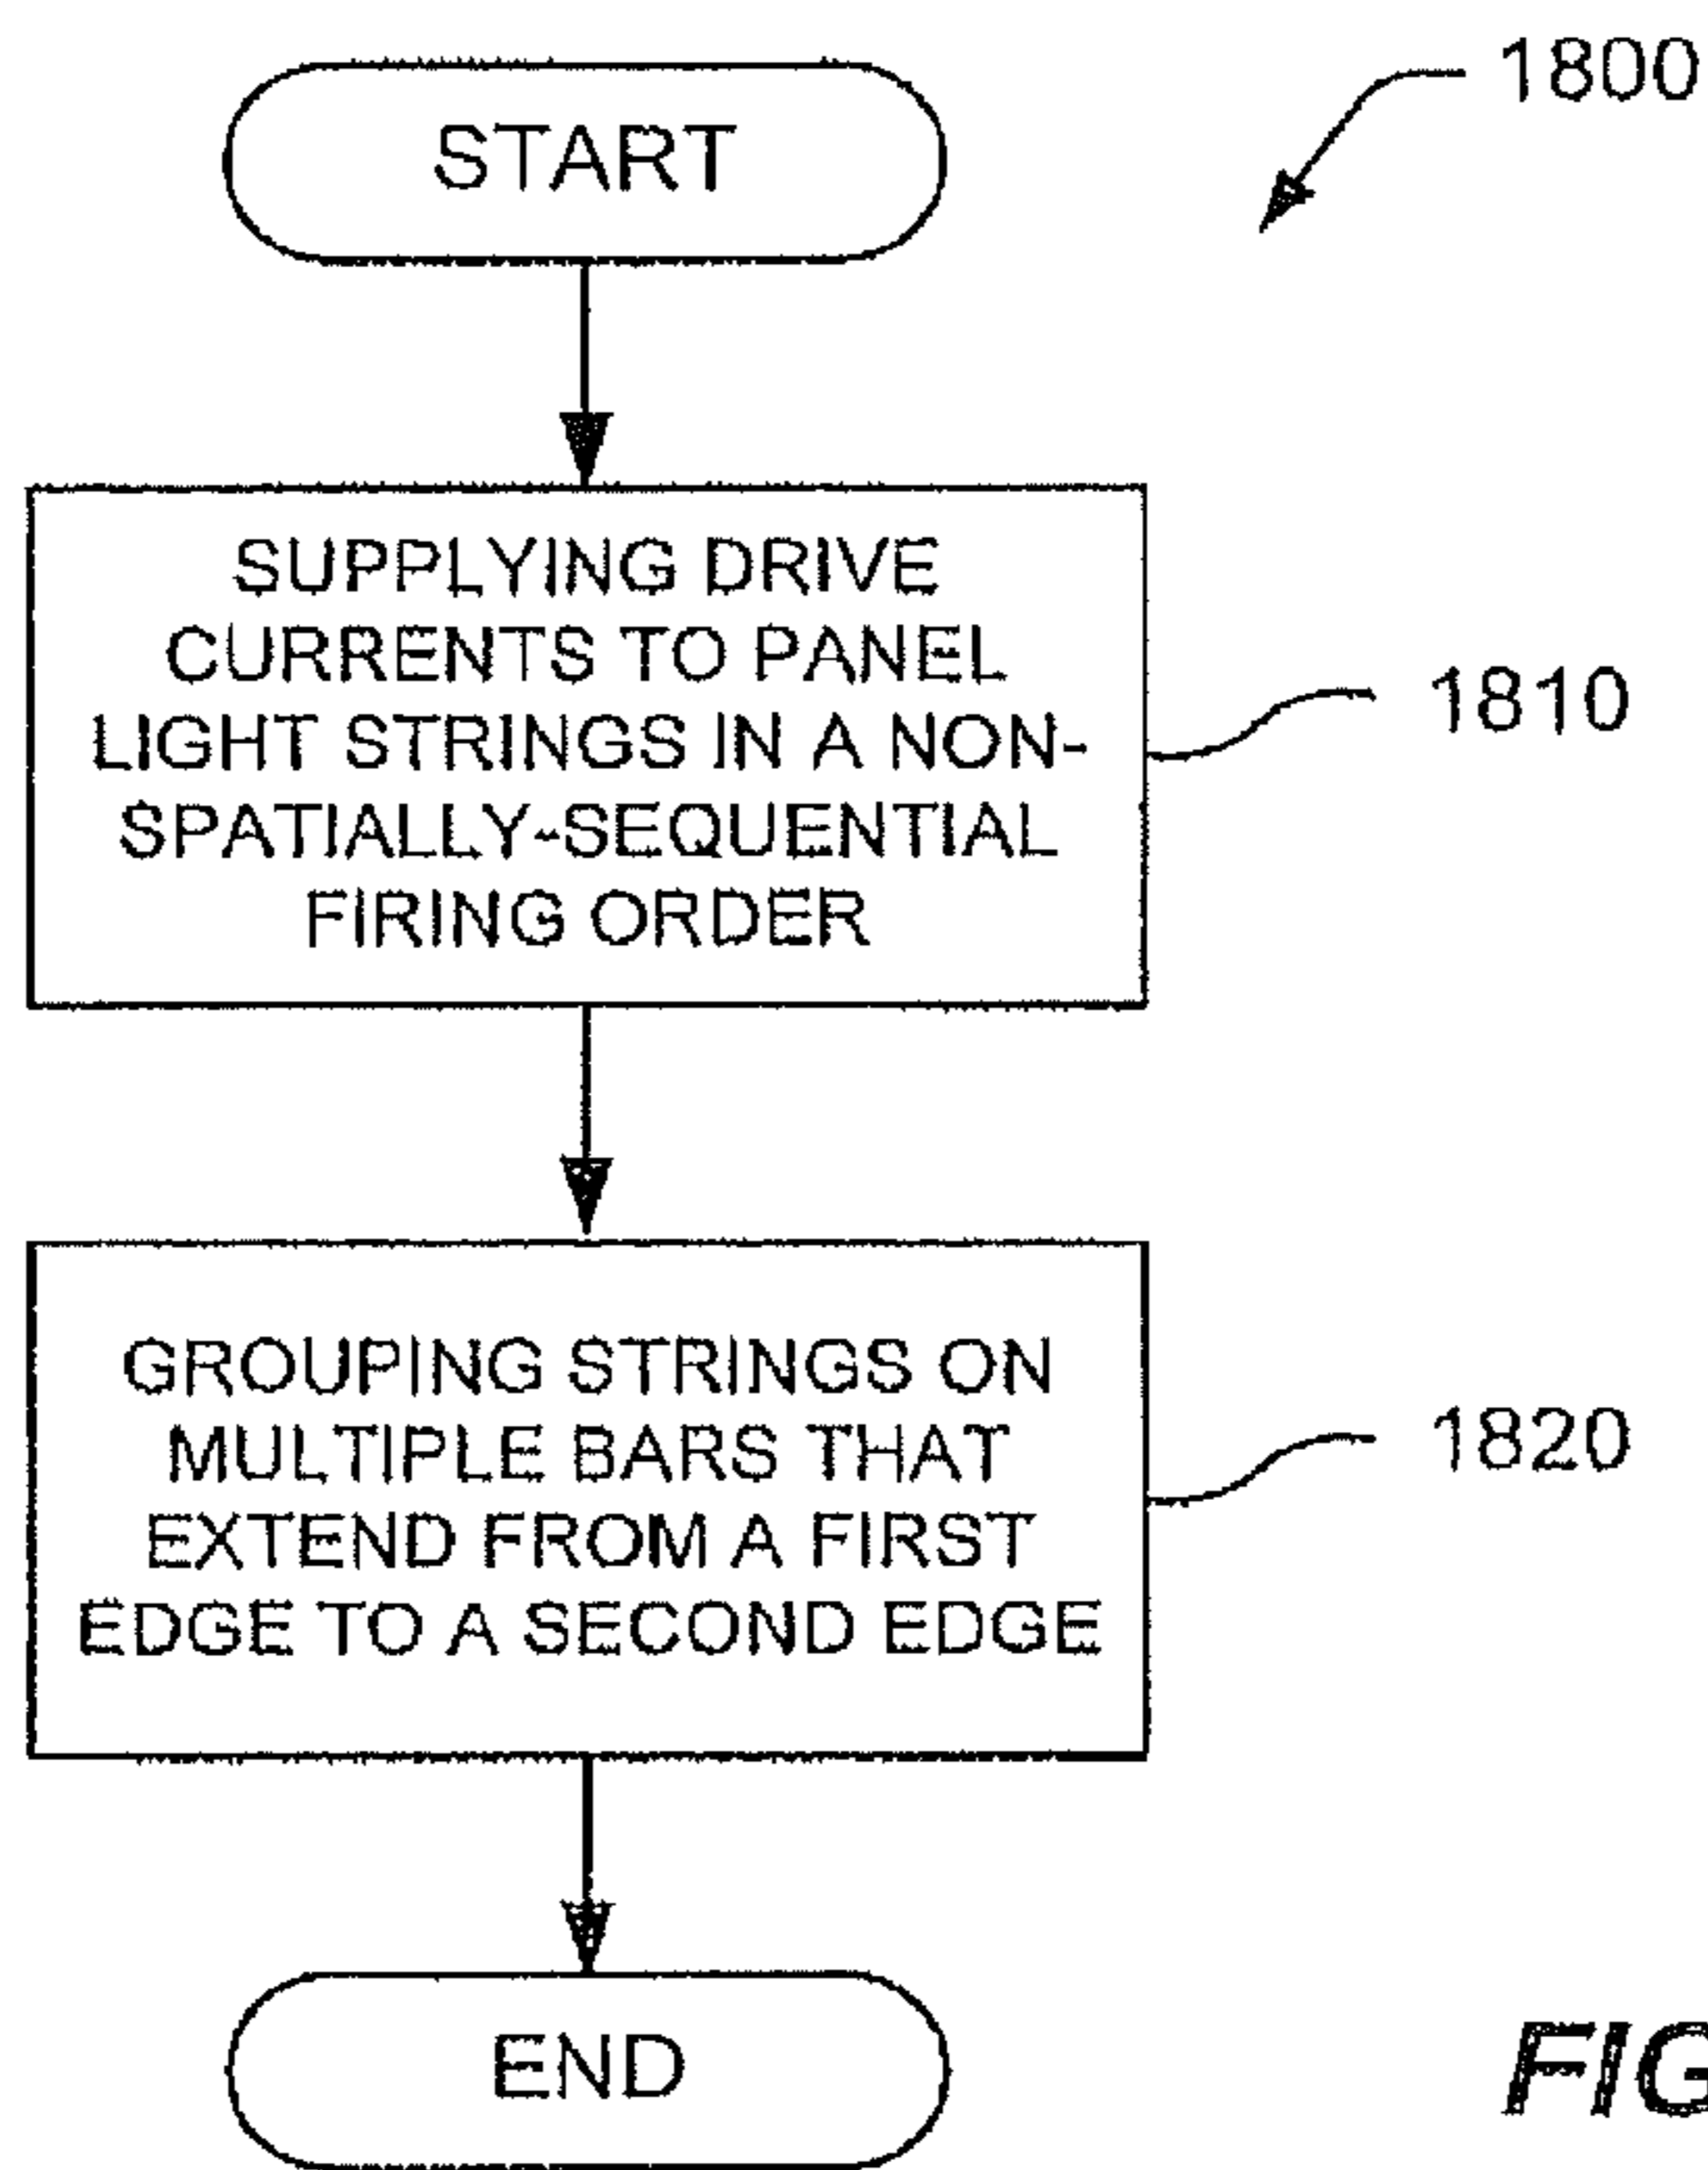 START
1800
SUPPLYING DRIVE
CURRENTS TO PANEL
LIGHT STRINGS IN A NON-
SPATIALLY-SEQUENTIAL
FIRING ORDER
1810
GROUPING STRINGS ON
MULTIPLE BARS THAT
EXTEND FROM A FIRST
EDGE TO A SECOND EDGE
1820
END
FIG